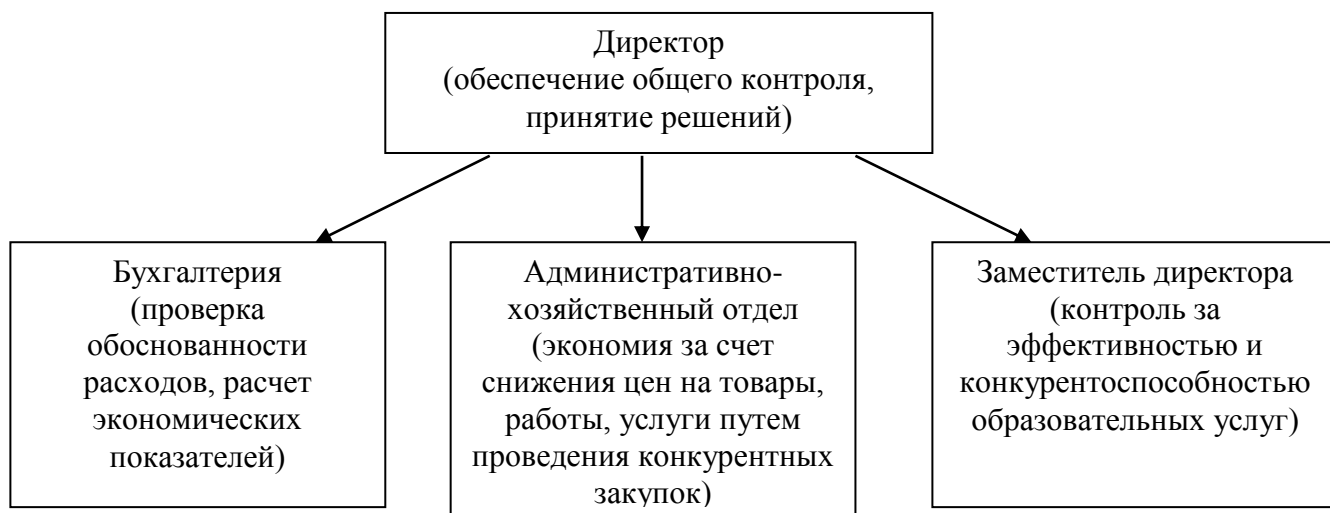 Директор
(обеспечение общего контроля,
принятие решений)
Бухгалтерия
(проверка
обоснованности
расходов, расчет
экономических
показателей)
Административно-
хозяйственный отдел
(экономия за счет
снижения цен на товары,
работы, услуги путем
проведения конкурентных
закупок)
Заместитель директора
(контроль за
эффективностью и
конкурентоспособностью
образовательных услуг)